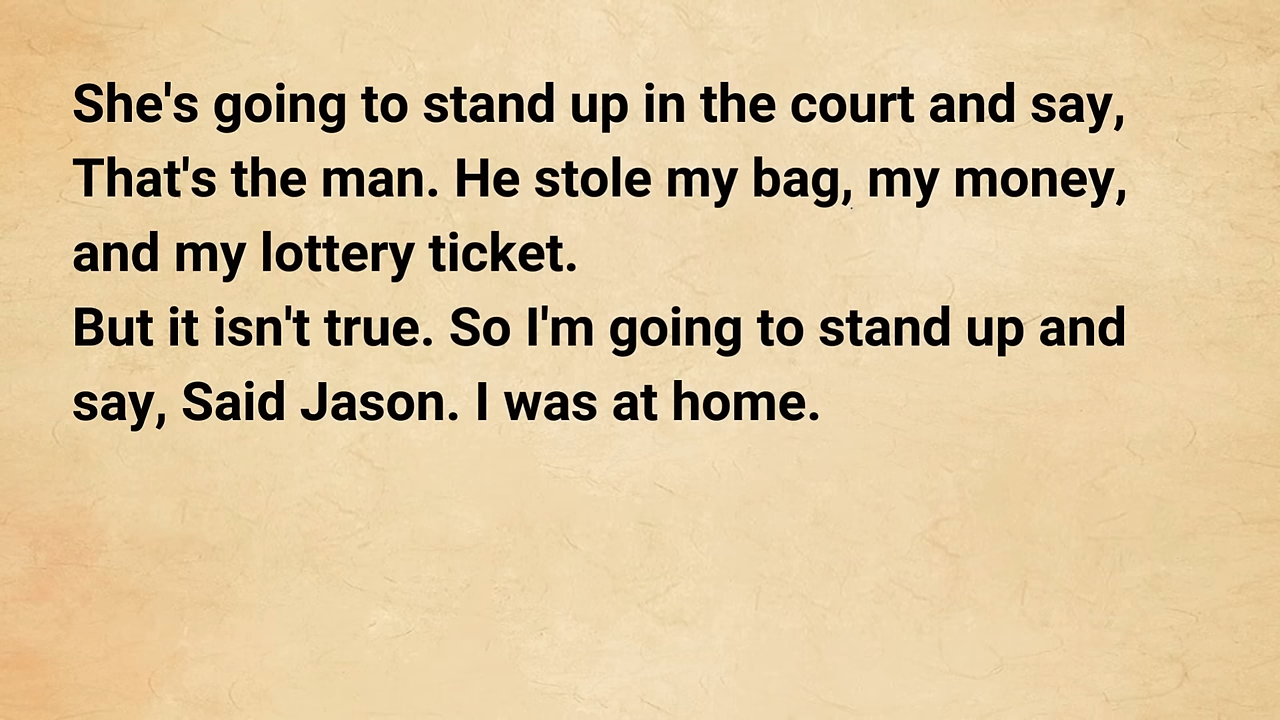 She's going to stand up in the court and say,
That's the man. He stole my bag, my money,
and my lottery ticket.
But it isn't true. So I'm going to stand up and
say, Said Jason. I was at home.